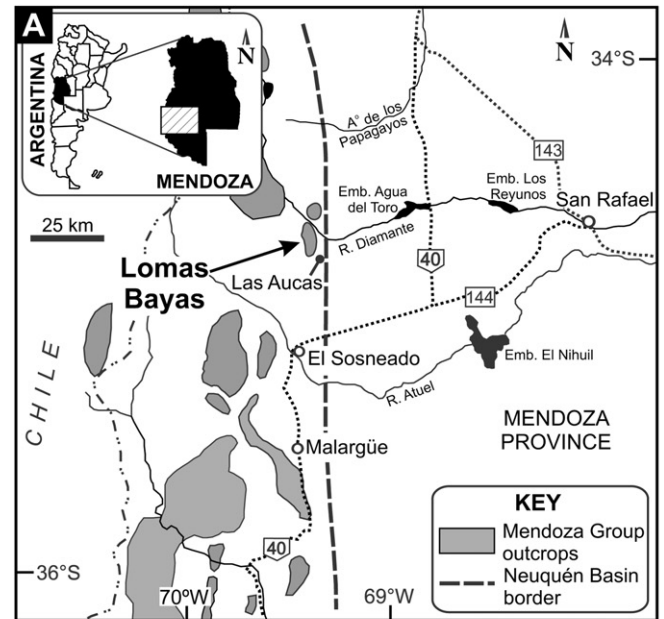 A
ARGENTINA
N
MENDOZA
N
34°S
A° de los
Papagayos
143
Emb. Agua
del Toro
Emb. Los
Reyunos
San Rafael
25 km
R. Diamante
Lomas
Bayas
Las Aucas
40
144
El Sosneado
Emb. El Nihuil
R. Atuel
CHILE
MENDOZA
PROVINCE
Malargüe
40
36°S
70°W
69°W
KEY
Mendoza Group
outcrops
Neuquén Basin
border